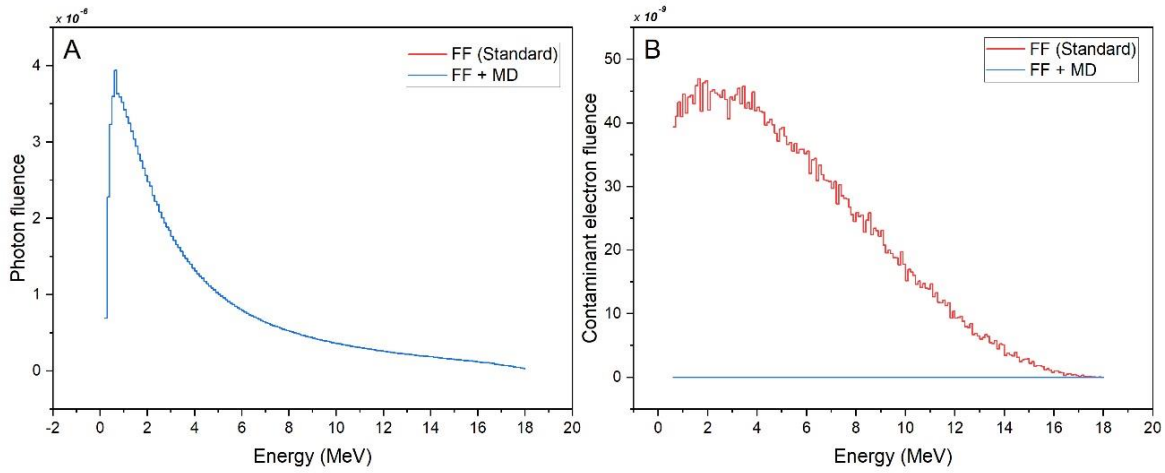 x 10⁻⁶
A
FF (Standard)
FF + MD
Photon fluence
4
3
2
1
0
-2 0 2 4 6 8 10 12 14 16 18 20
Energy (MeV)
x 10⁻⁹
B
FF (Standard)
FF + MD
Contaminant electron fluence
50
40
30
20
10
0
0 2 4 6 8 10 12 14 16 18 20
Energy (MeV)